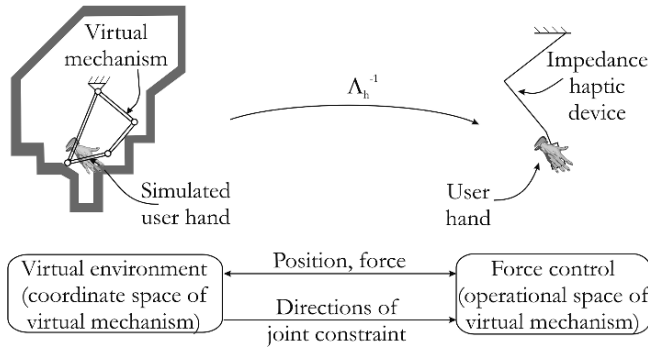 Virtual
mechanism
Simulated
user hand
Λh-1
Impedance
haptic
device
User
hand
Virtual environment
(coordinate space of
virtual mechanism)
Position, force
Directions of
joint constraint
Force control
(operational space of
virtual mechanism)